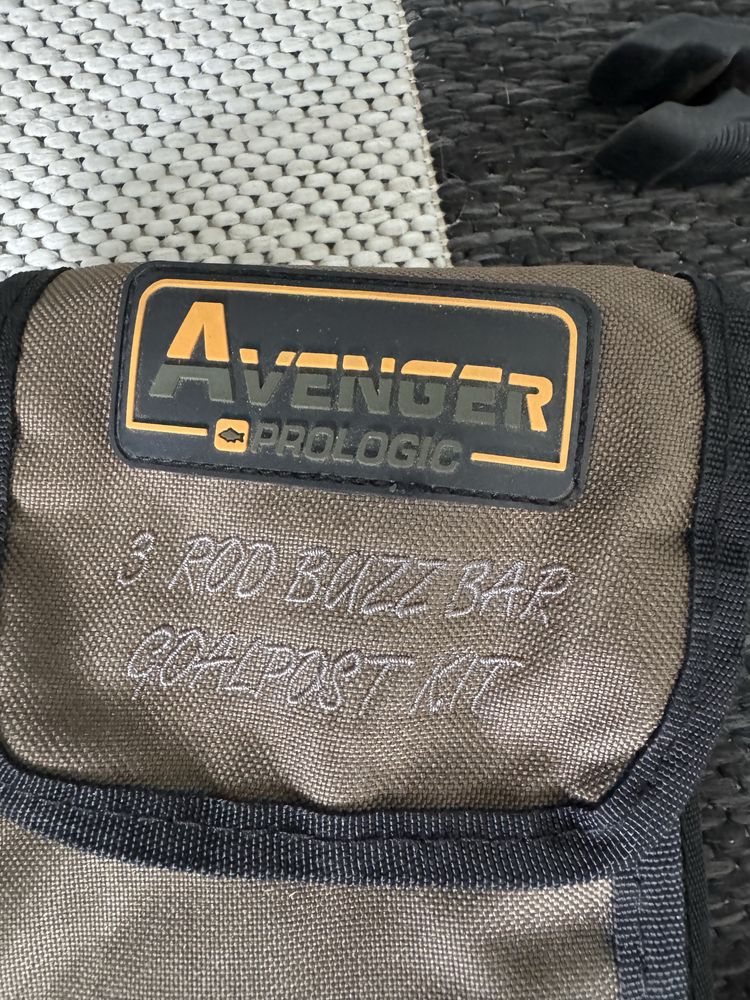 AVENGER
PROLOGIC
3 ROD BUZZ BAR
GOALPOST KIT